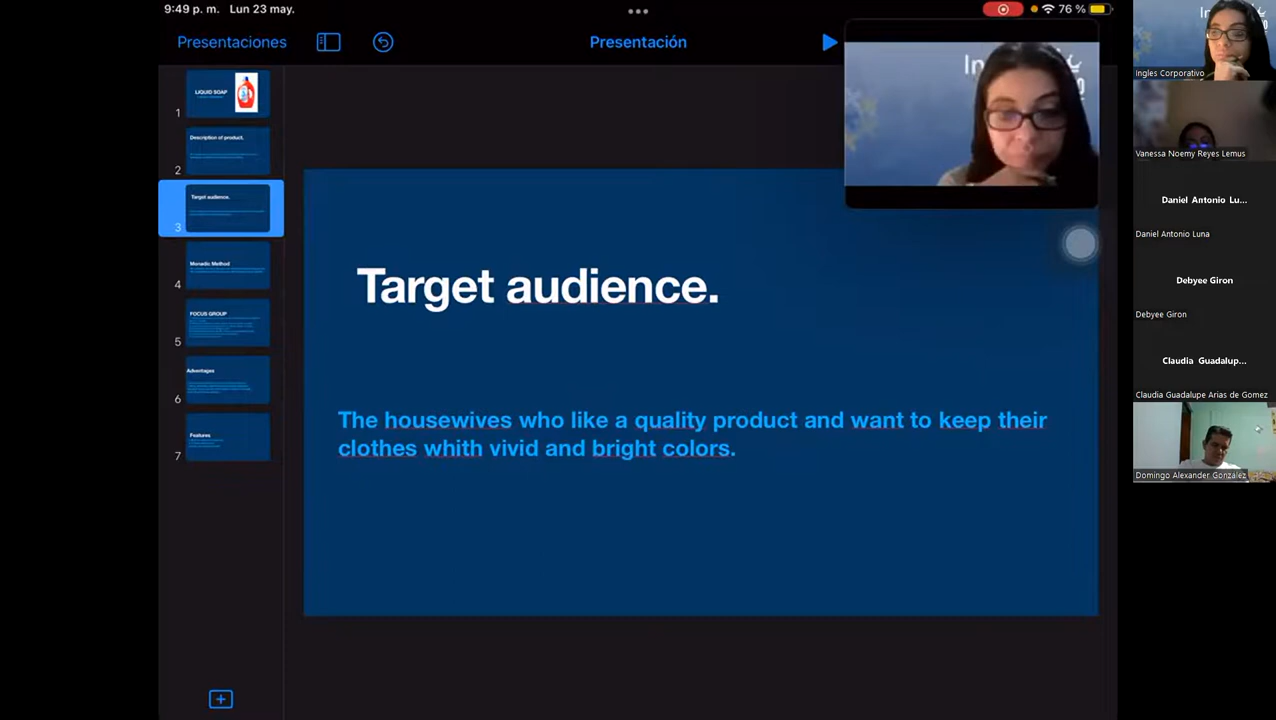 9:49 p. m. Lun 23 may.
76 %
Presentaciones
Presentación
LIQUID SOAP
1
Description of product.
2
Target audience.
3
Monadic Method
4
FOCUS GROUP
5
Advantages
6
Features
7
Target audience.
The housewives who like a quality product and want to keep their
clothes whith vivid and bright colors.
In
Ingles Corporativo
Vanessa Noemy Reyes Lemus
Daniel Antonio Lu...
Daniel Antonio Luna
Debyee Giron
Debyee Giron
Claudia Guadalup...
Claudia Guadalupe Arias de Gomez
Domingo Alexander González